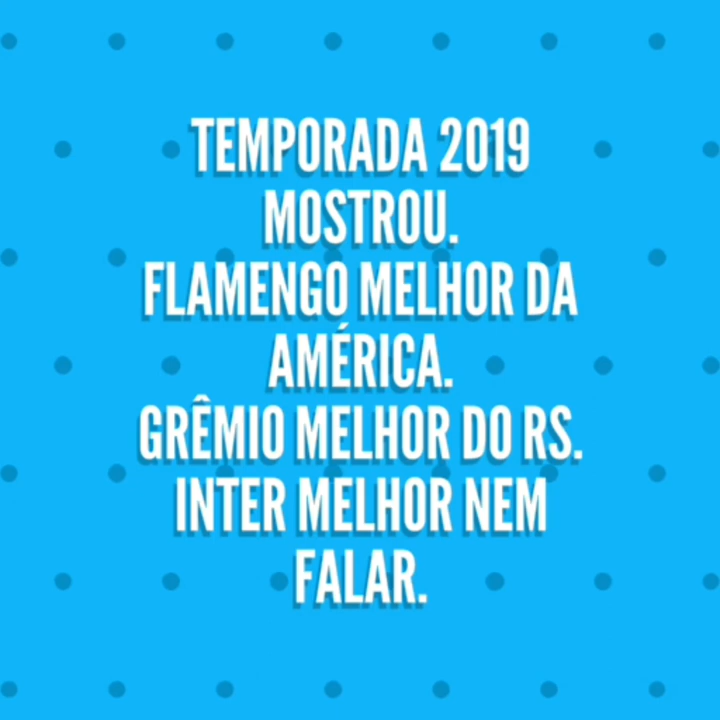 TEMPORADA 2019
MOSTROU.
FLAMENGO MELHOR DA
AMÉRICA.
GRÊMIO MELHOR DO RS.
INTER MELHOR NEM
FALAR.